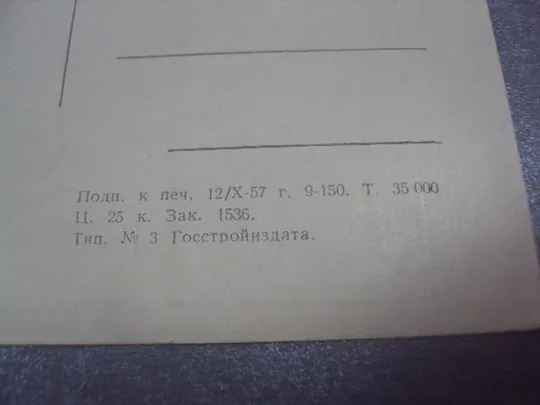 Подп. к печ. 12/X-57 г. 9-150. Т. 35 000
Ц. 25 к. Зак. 1536.
Тип. № 3 Госстройиздата.